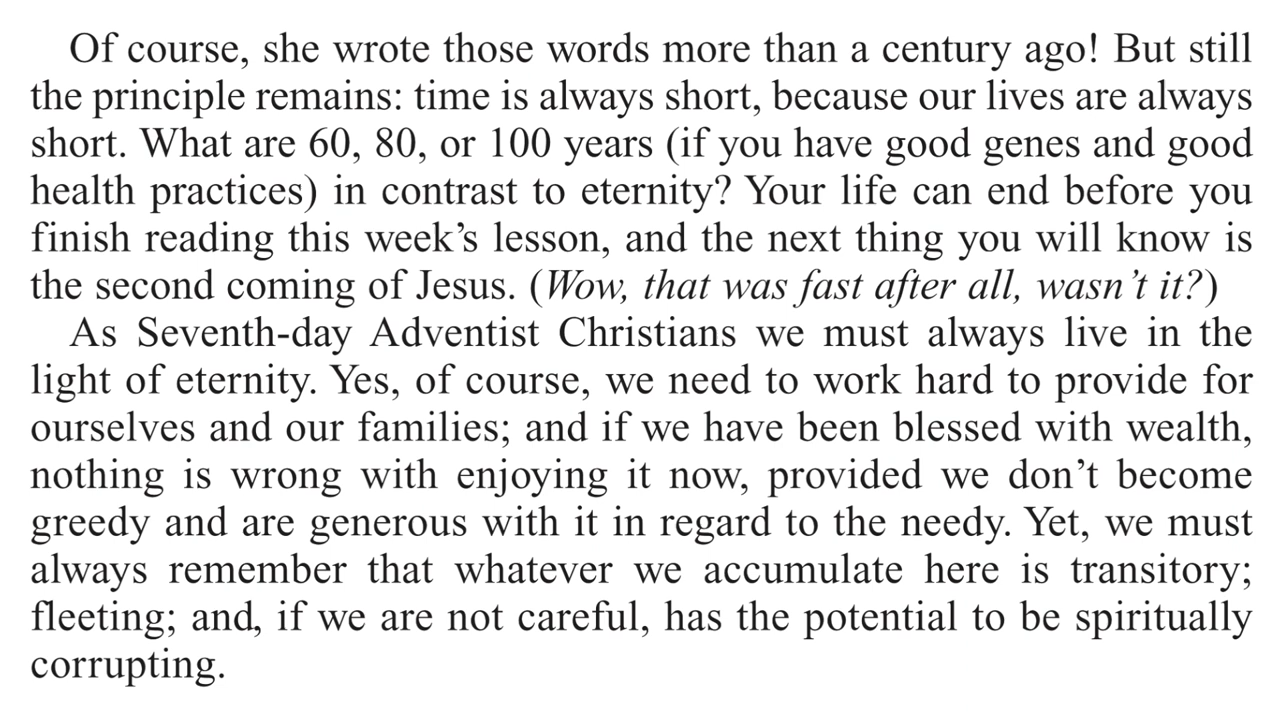 Of course, she wrote those words more than a century ago! But still
the principle remains: time is always short, because our lives are always
short. What are 60, 80, or 100 years (if you have good genes and good
health practices) in contrast to eternity? Your life can end before you
finish reading this week’s lesson, and the next thing you will know is
the second coming of Jesus. (Wow, that was fast after all, wasn’t it?)
As Seventh-day Adventist Christians we must always live in the
light of eternity. Yes, of course, we need to work hard to provide for
ourselves and our families; and if we have been blessed with wealth,
nothing is wrong with enjoying it now, provided we don’t become
greedy and are generous with it in regard to the needy. Yet, we must
always remember that whatever we accumulate here is transitory;
fleeting; and, if we are not careful, has the potential to be spiritually
corrupting.